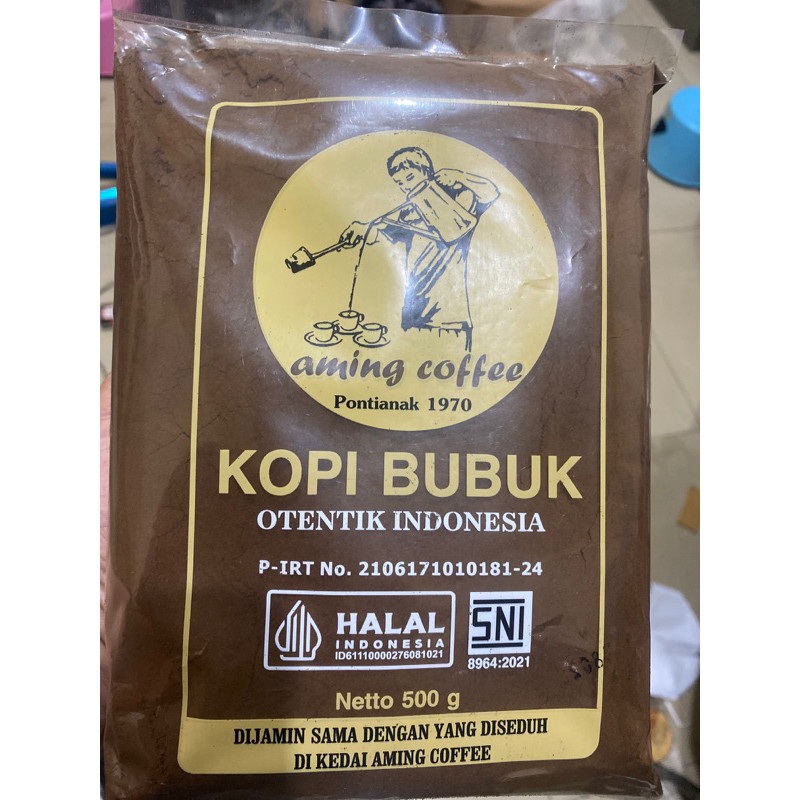 aming coffee
Pontianak 1970
KOPI BUBUK
OTENTIK INDONESIA
P-IRT No. 2106171010181-24
HALAL
INDONESIA
ID61110000276081021
SNI
8964:2021
Netto 500 g
DIJAMIN SAMA DENGAN YANG DISEDUH
DI KEDAI AMING COFFEE